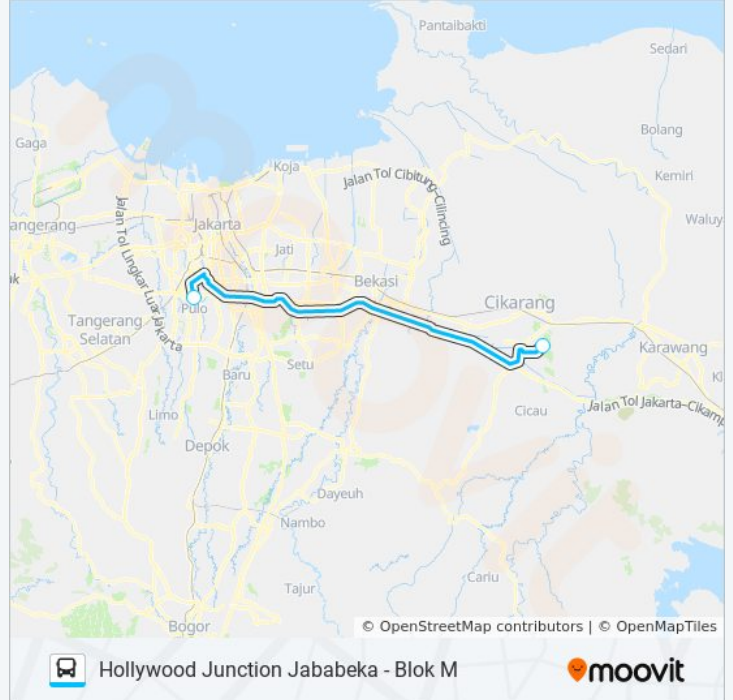 Pantaibakti
Sedari
Bolang
Gaga
Koja
Jalan Tol Cibitung-Cilincing
Kemiri
angerang
Jalan Tol Lingkar Luar Jakarta
Jakarta
Waluy
Jati
ak
Bekasi
Cikarang
Pulo
Tangerang
Selatan
Karawang
Setu
Baru
Kl
Limo
Cicau
Jalan Tol Jakarta-Cikamp
Depok
Dayeuh
Nambo
Cariu
Tajur
Bogor
© OpenStreetMap contributors | © OpenMapTiles
Hollywood Junction Jababeka - Blok M
moovit